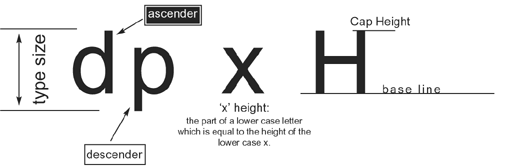 ascender
Cap Height
type size
dp x H
base line
‘x’ height:
the part of a lower case letter
which is equal to the height of the
lower case x.
descender